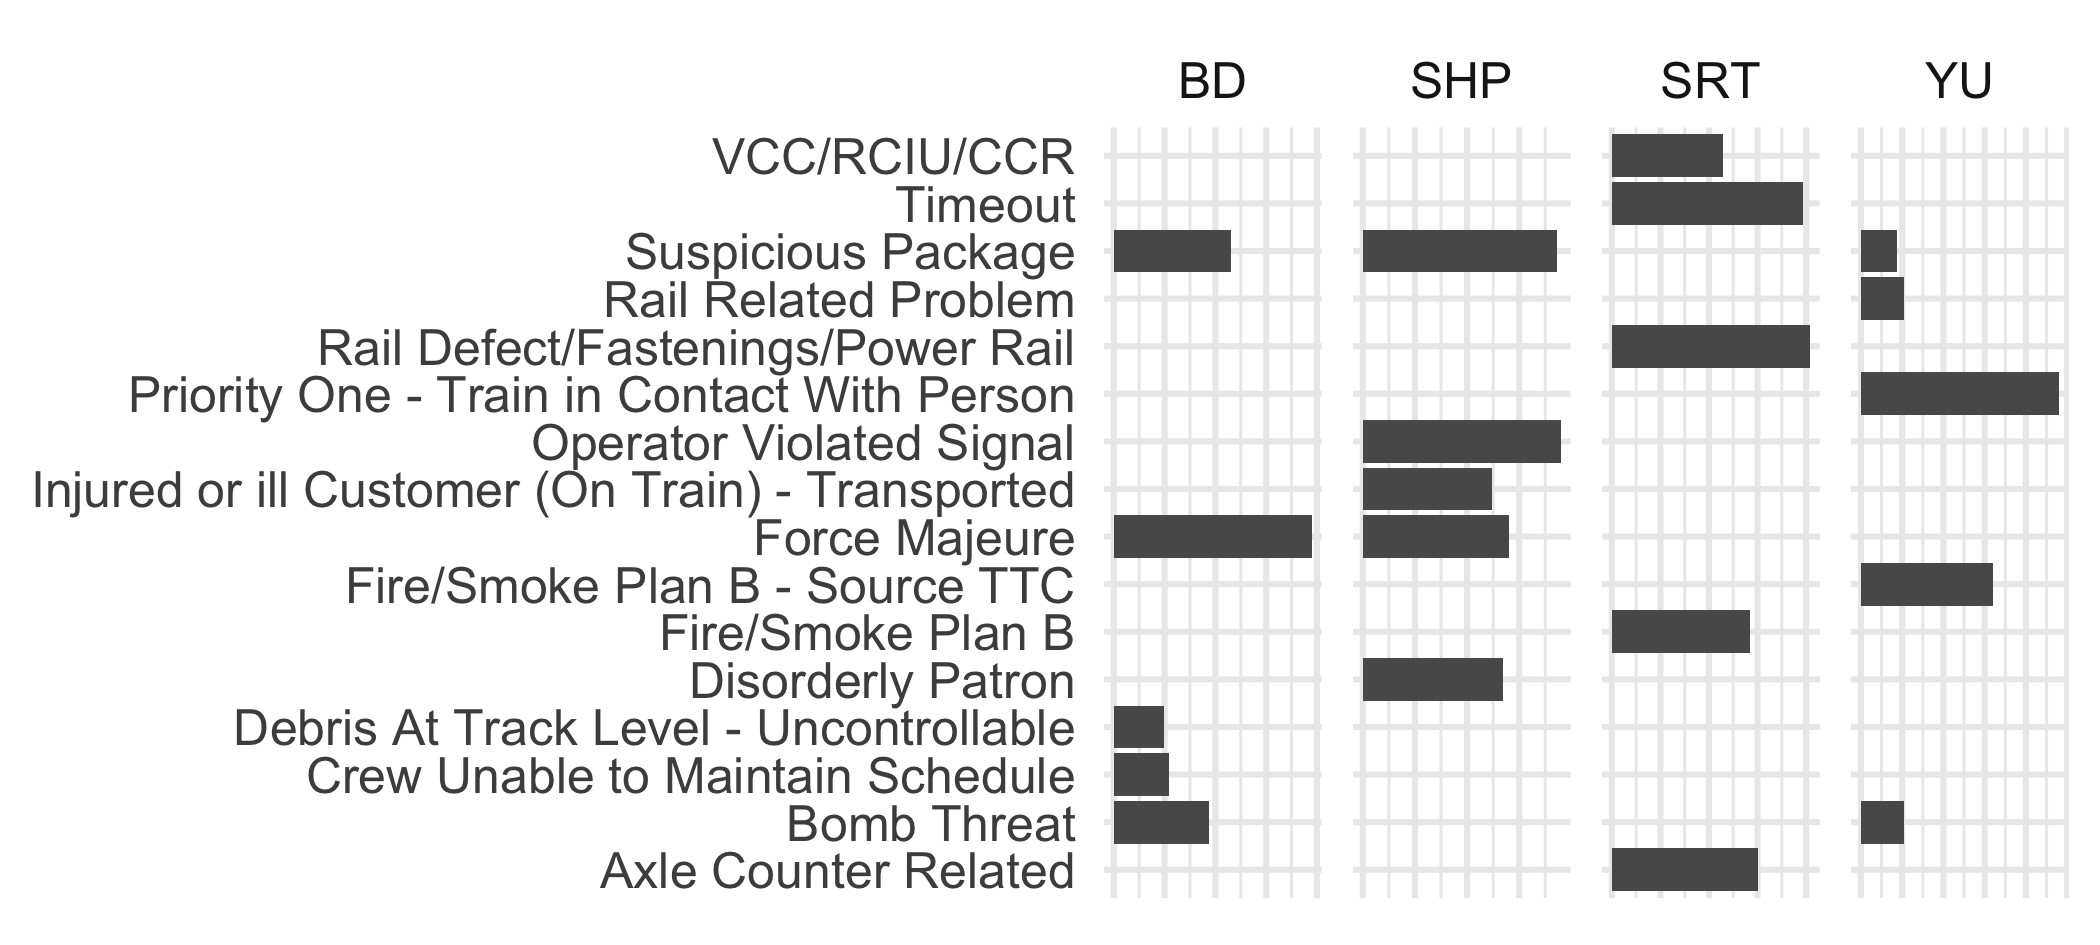 BD SHP SRT YU
VCC/RCIU/CCR
Timeout
Suspicious Package
Rail Related Problem
Rail Defect/Fastenings/Power Rail
Priority One - Train in Contact With Person
Operator Violated Signal
Injured or ill Customer (On Train) - Transported
Force Majeure
Fire/Smoke Plan B - Source TTC
Fire/Smoke Plan B
Disorderly Patron
Debris At Track Level - Uncontrollable
Crew Unable to Maintain Schedule
Bomb Threat
Axle Counter Related